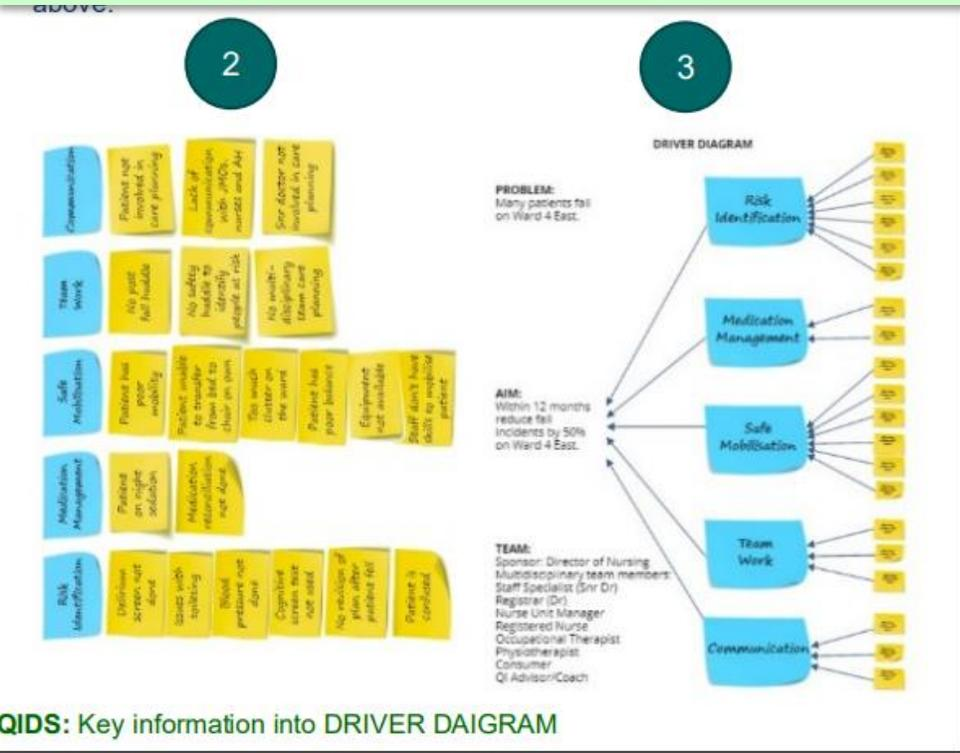 above.
2
3
Communication
Patient not
involved in
care planning
Lack of
communication
with JMOs,
nurses and AH
Snr doctor not
involved in care
planning
Team
Work
No post
fall huddle
No safety
huddle to
identify
people at risk
No multi-
disciplinary
team care
planning
Safe
Mobilisation
Patient has
poor
mobility
Patient unable
to transfer
from bed to
chair on own
Too much
clutter on
the ward
Patient has
poor balance
Equipment
not available
Staff don't have
skills to mobilise
patient
Medication
Management
Patient
on night
sedation
Medication
reconciliation
not done
Risk
Identification
Delirium
screen not
done
Issues with
toileting
Blood
pressure not
done
Cognitive
screen test
not used
No revision of
plan after
patient fell
Patient is
confused
DRIVER DIAGRAM
PROBLEM:
Many patients fall
on Ward 4 East.
AIM:
Within 12 months
reduce fall
incidents by 50%
on Ward 4 East.
TEAM:
Sponsor: Director of Nursing
Multidisciplinary team members:
Staff Specialist (Snr Dr)
Registrar (Dr)
Nurse Unit Manager
Registered Nurse
Occupational Therapist
Physiotherapist
Consumer
QI Advisor/Coach
Risk
Identification
Medication
Management
Safe
Mobilisation
Team
Work
Communication
QIDS: Key information into DRIVER DAIGRAM